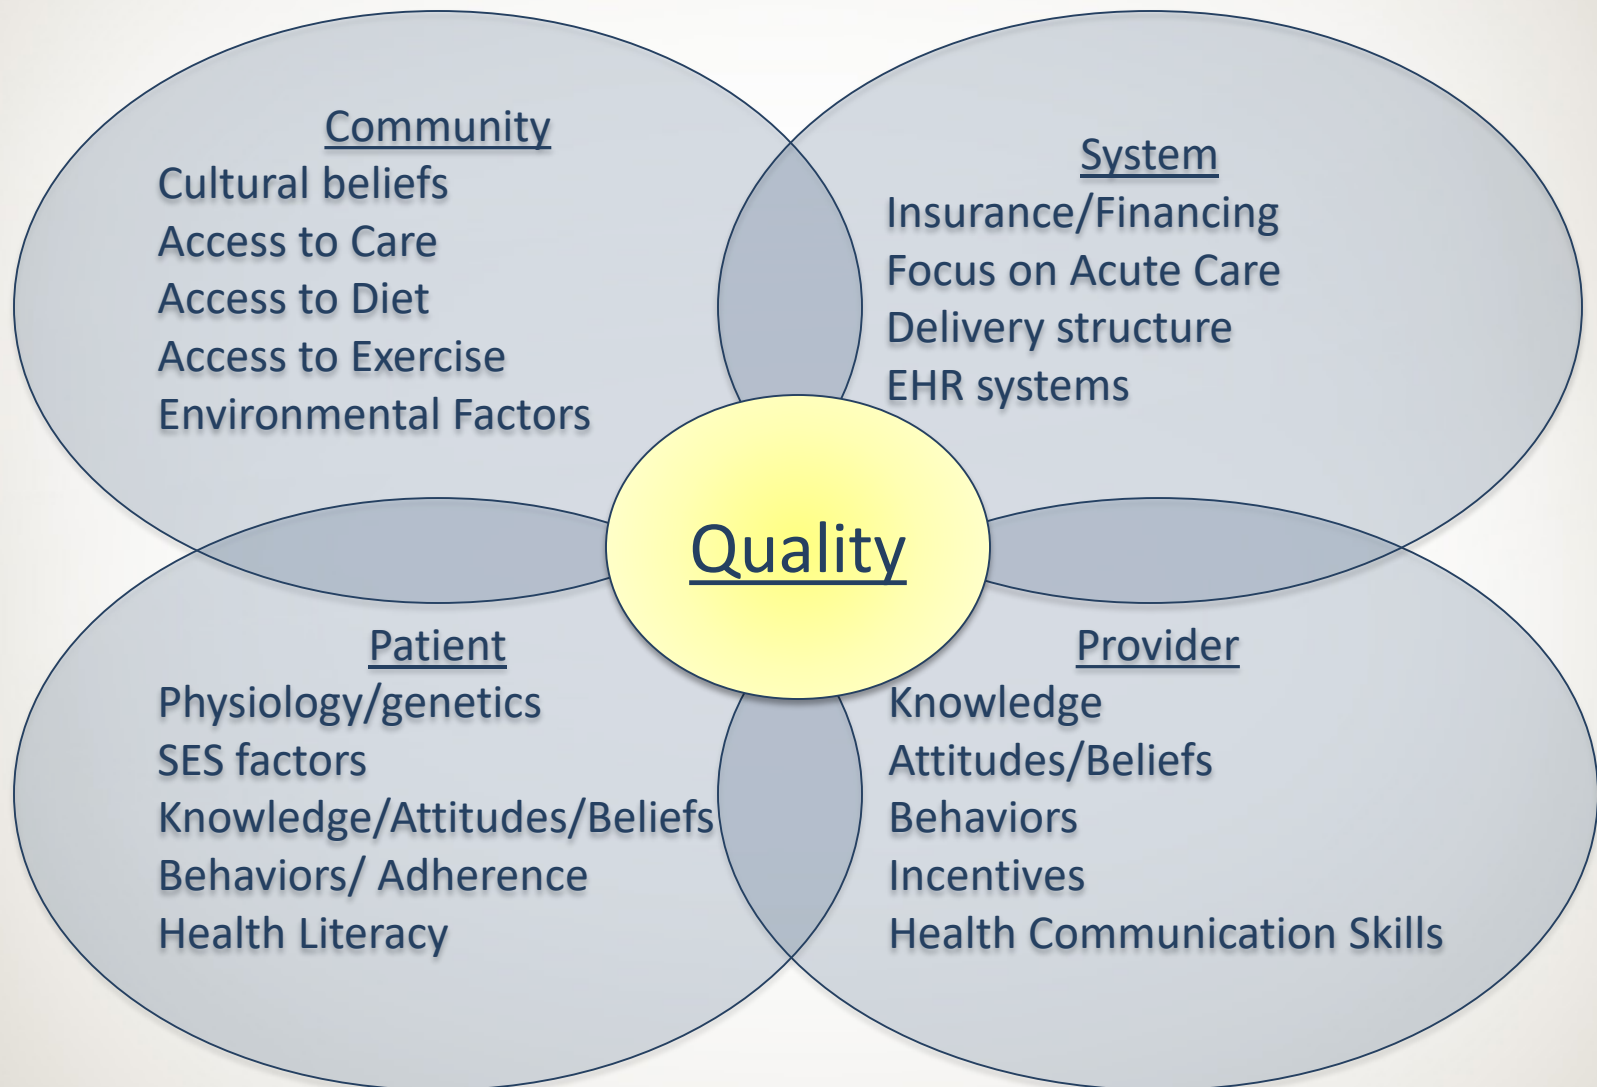 Community
Cultural beliefs
Access to Care
Access to Diet
Access to Exercise
Environmental Factors
System
Insurance/Financing
Focus on Acute Care
Delivery structure
EHR systems
Quality
Patient
Physiology/genetics
SES factors
Knowledge/Attitudes/Beliefs
Behaviors/ Adherence
Health Literacy
Provider
Knowledge
Attitudes/Beliefs
Behaviors
Incentives
Health Communication Skills